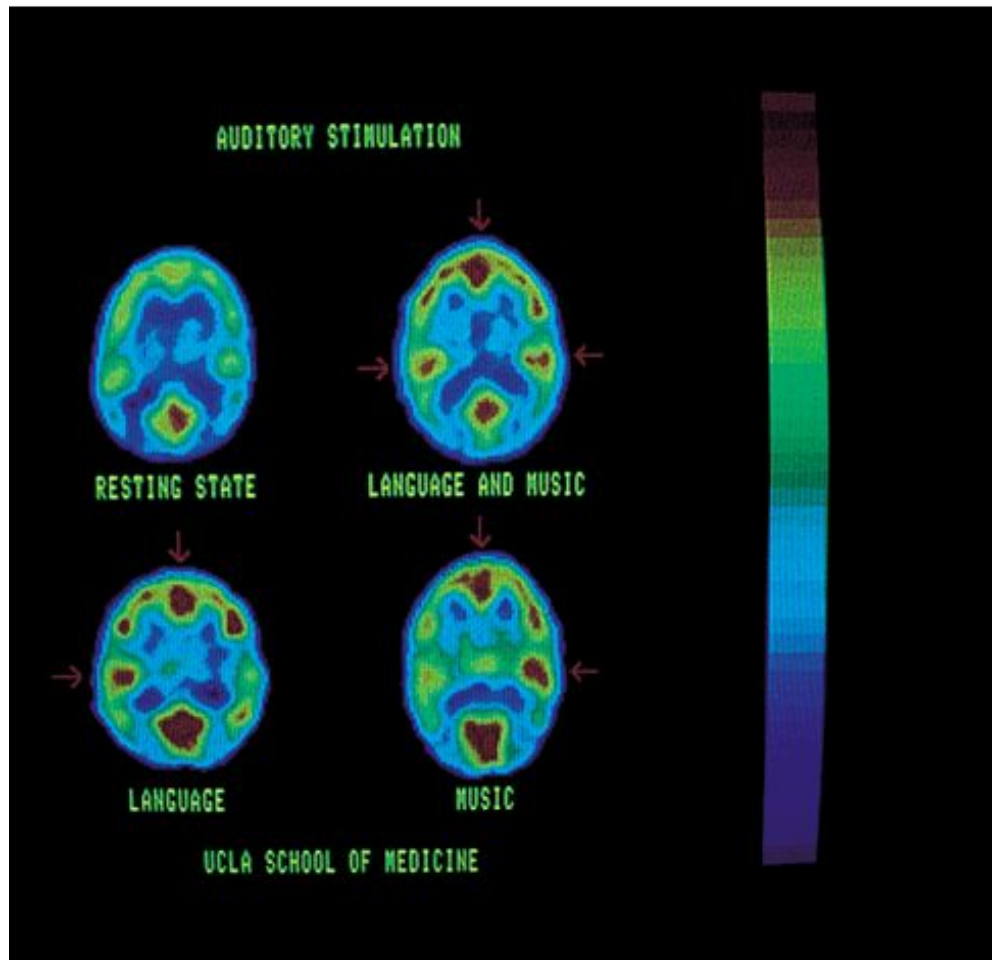 AUDITORY STIMULATION
RESTING STATE
LANGUAGE AND MUSIC
LANGUAGE
MUSIC
UCLA SCHOOL OF MEDICINE